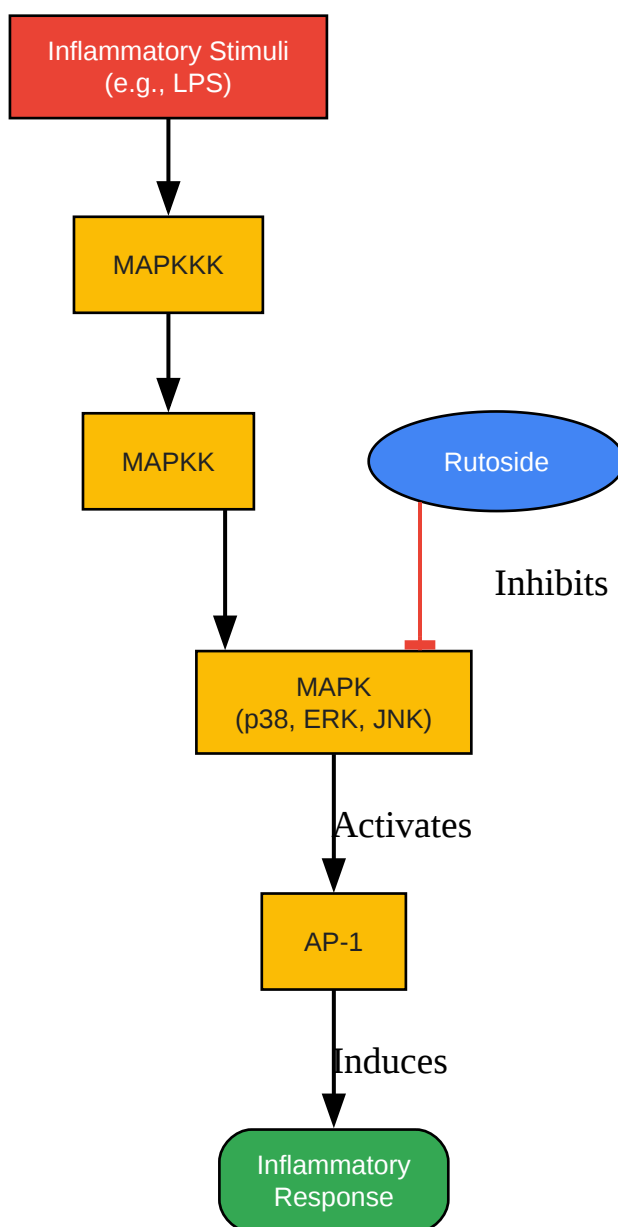 Inflammatory Stimuli
(e.g., LPS)
MAPKKK
MAPKK
Rutoside
Inhibits
MAPK
(p38, ERK, JNK)
Activates
AP-1
Induces
Inflammatory
Response